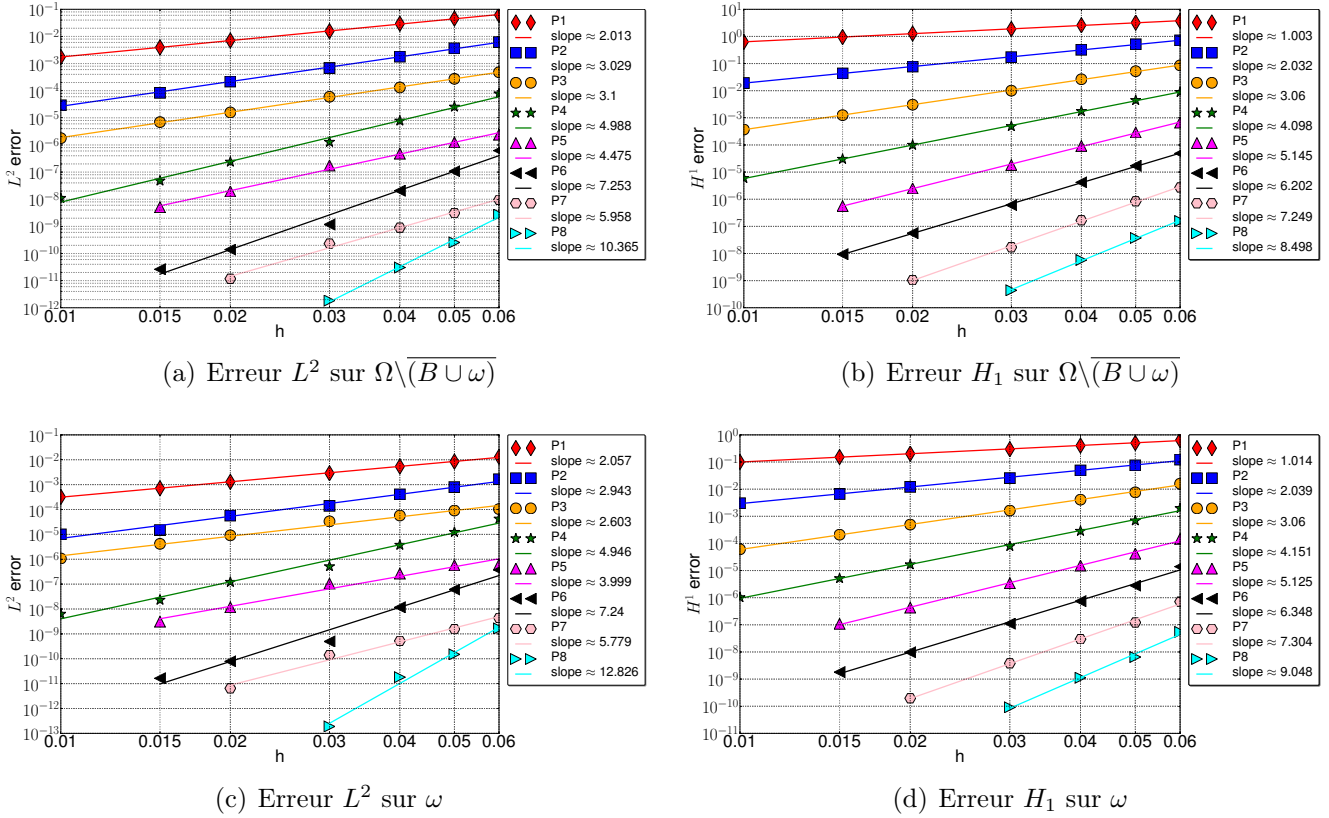 10^{-1}
10^{-2}
10^{-3}
10^{-4}
10^{-5}
10^{-6}
10^{-7}
10^{-8}
10^{-9}
10^{-10}
10^{-11}
10^{-12}
L^2 error
0.01 0.015 0.02 0.03 0.04 0.05 0.06
h
P1
slope ≈ 2.013
P2
slope ≈ 3.029
P3
slope ≈ 3.1
P4
slope ≈ 4.988
P5
slope ≈ 4.475
P6
slope ≈ 7.253
P7
slope ≈ 5.958
P8
slope ≈ 10.365
(a) Erreur L^2 sur Ω\\overline{(B ∪ ω)}
10^1
10^0
10^{-1}
10^{-2}
10^{-3}
10^{-4}
10^{-5}
10^{-6}
10^{-7}
10^{-8}
10^{-9}
10^{-10}
H^1 error
0.01 0.015 0.02 0.03 0.04 0.05 0.06
h
P1
slope ≈ 1.003
P2
slope ≈ 2.032
P3
slope ≈ 3.06
P4
slope ≈ 4.098
P5
slope ≈ 5.145
P6
slope ≈ 6.202
P7
slope ≈ 7.249
P8
slope ≈ 8.498
(b) Erreur H_1 sur Ω\\overline{(B ∪ ω)}
10^{-1}
10^{-2}
10^{-3}
10^{-4}
10^{-5}
10^{-6}
10^{-7}
10^{-8}
10^{-9}
10^{-10}
10^{-11}
10^{-12}
10^{-13}
L^2 error
0.01 0.015 0.02 0.03 0.04 0.05 0.06
h
P1
slope ≈ 2.057
P2
slope ≈ 2.943
P3
slope ≈ 2.603
P4
slope ≈ 4.946
P5
slope ≈ 3.999
P6
slope ≈ 7.24
P7
slope ≈ 5.779
P8
slope ≈ 12.826
(c) Erreur L^2 sur ω
10^0
10^{-1}
10^{-2}
10^{-3}
10^{-4}
10^{-5}
10^{-6}
10^{-7}
10^{-8}
10^{-9}
10^{-10}
10^{-11}
H^1 error
0.01 0.015 0.02 0.03 0.04 0.05 0.06
h
P1
slope ≈ 1.014
P2
slope ≈ 2.039
P3
slope ≈ 3.06
P4
slope ≈ 4.151
P5
slope ≈ 5.125
P6
slope ≈ 6.348
P7
slope ≈ 7.304
P8
slope ≈ 9.048
(d) Erreur H_1 sur ω